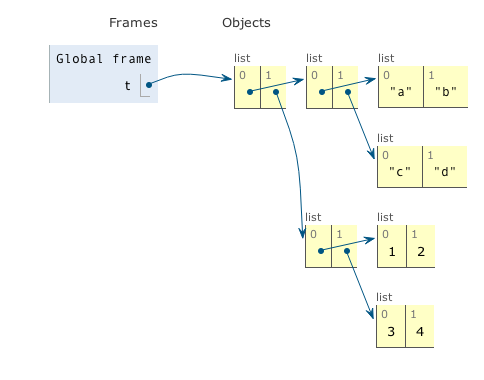 Frames Objects
Global frame
t
list list list
0 1 0 1 0 1
"a" "b"
list
0 1
"c" "d"
list list
0 1 0 1
1 2
list
0 1
3 4